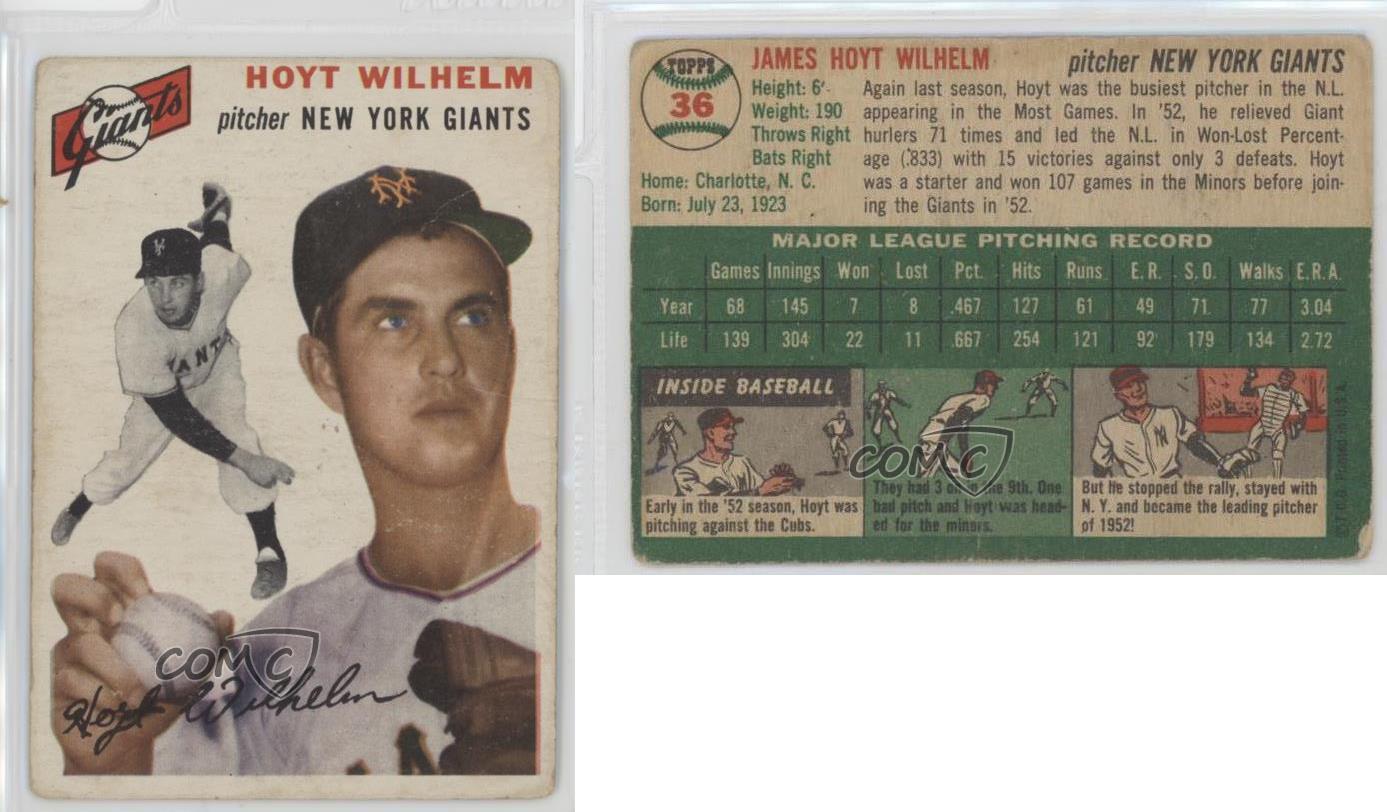 Giants
HOYT WILHELM
pitcher NEW YORK GIANTS
NY
NY
GIANTS
COMC
Hoyt Wilhelm
TOPPS
36
JAMES HOYT WILHELM
pitcher NEW YORK GIANTS
Height: 6'
Weight: 190
Throws Right
Bats Right
Home: Charlotte, N. C.
Born: July 23, 1923
Again last season, Hoyt was the busiest pitcher in the N.L.
appearing in the Most Games. In '52, he relieved Giant
hurlers 71 times and led the N.L. in Won-Lost Percent-
age (.833) with 15 victories against only 3 defeats. Hoyt
was a starter and won 107 games in the Minors before join-
ing the Giants in '52.
MAJOR LEAGUE PITCHING RECORD
Games Innings Won Lost Pct. Hits Runs E. R. S. O. Walks E.R.A.
Year 68 145 7 8 .467 127 61 49 71 77 3.04
Life 139 304 22 11 .667 254 121 92 179 134 2.72
INSIDE BASEBALL
Early in the '52 season, Hoyt was
pitching against the Cubs.
COMC
They had 3 on in the 9th. One
bad pitch and Hoyt was head-
ed for the minors.
NY
But he stopped the rally, stayed with
N. Y. and became the leading pitcher
of 1952!
©T.C.G. Printed in U.S.A.